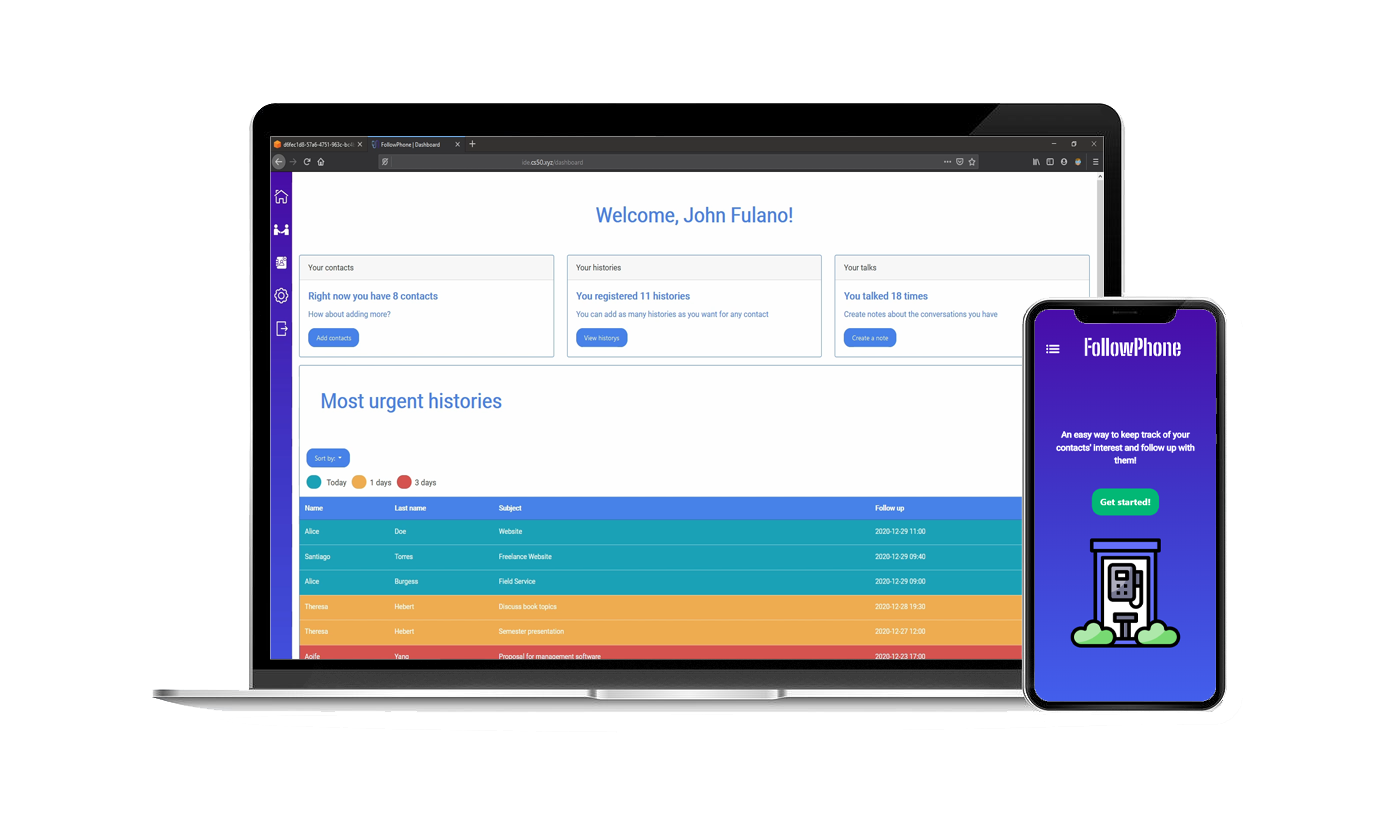 FollowPhone | Dashboard
ide.cs50.xyz/dashboard
Welcome, John Fulano!
Your contacts
Right now you have 8 contacts
How about adding more?
Add contacts
Your histories
You registered 11 histories
You can add as many histories as you want for any contact
View historys
Your talks
You talked 18 times
Create notes about the conversations you have
Create a note
Most urgent histories
Sort by:
Today 1 days 3 days
Name Last name Subject Follow up
Alice Doe Website 2020-12-29 11:00
Santiago Torres Freelance Website 2020-12-29 09:40
Alice Burgess Field Service 2020-12-29 09:00
Theresa Hebert Discuss book topics 2020-12-28 19:30
Theresa Hebert Semester presentation 2020-12-27 12:00
Aoife Yang Proposal for management software 2020-12-23 17:00
FollowPhone
An easy way to keep track of your
contacts' interest and follow up with
them!
Get started!